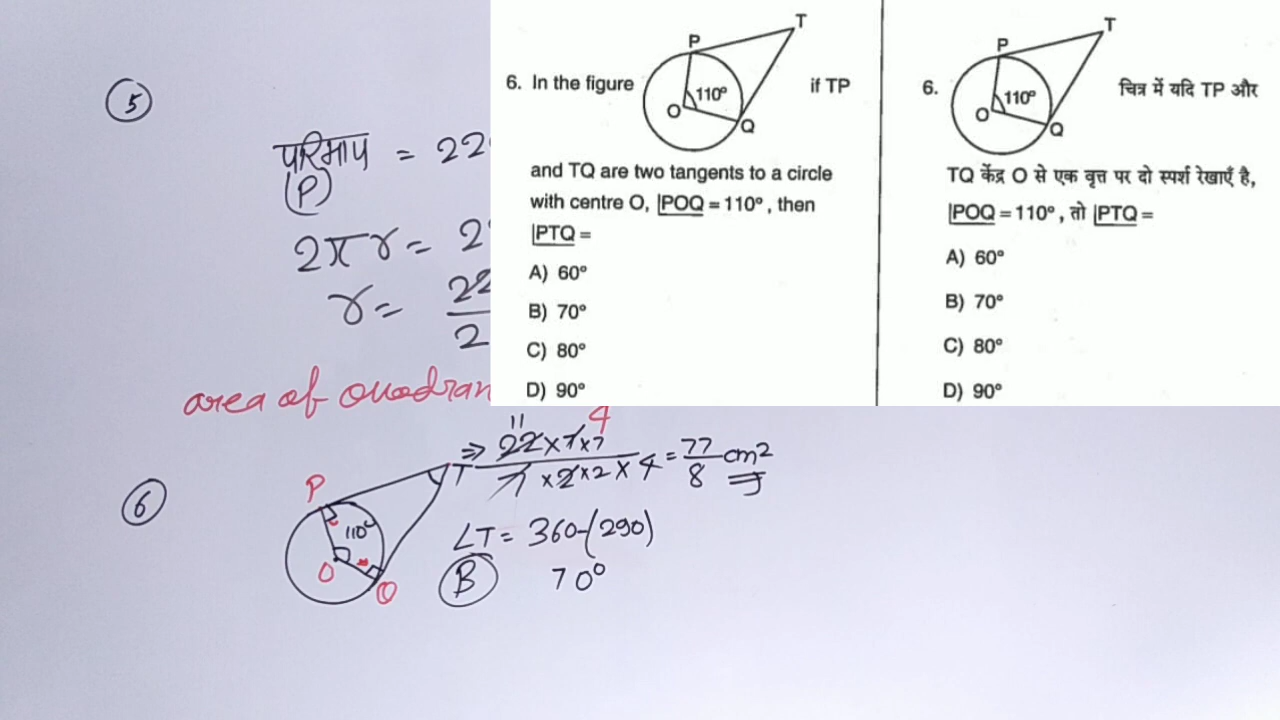 5
परिमाप = 22
(P)
2πr = 2
r = 22
2
area of quadran
6. In the figure
P
T
O
110°
Q
if TP
and TQ are two tangents to a circle
with centre O, ∠POQ = 110°, then
∠PTQ =
A) 60°
B) 70°
C) 80°
D) 90°
6.
P
T
O
110°
Q
चित्र में यदि TP और
TQ केंद्र O से एक वृत्त पर दो स्पर्श रेखाएँ है,
∠POQ = 110°, तो ∠PTQ =
A) 60°
B) 70°
C) 80°
D) 90°
4
11
⇒ 22×7×7 = 77 cm²
7×2×2×4 8
6
P
T
110°
O
Q
∠T = 360-(290)
B 70°